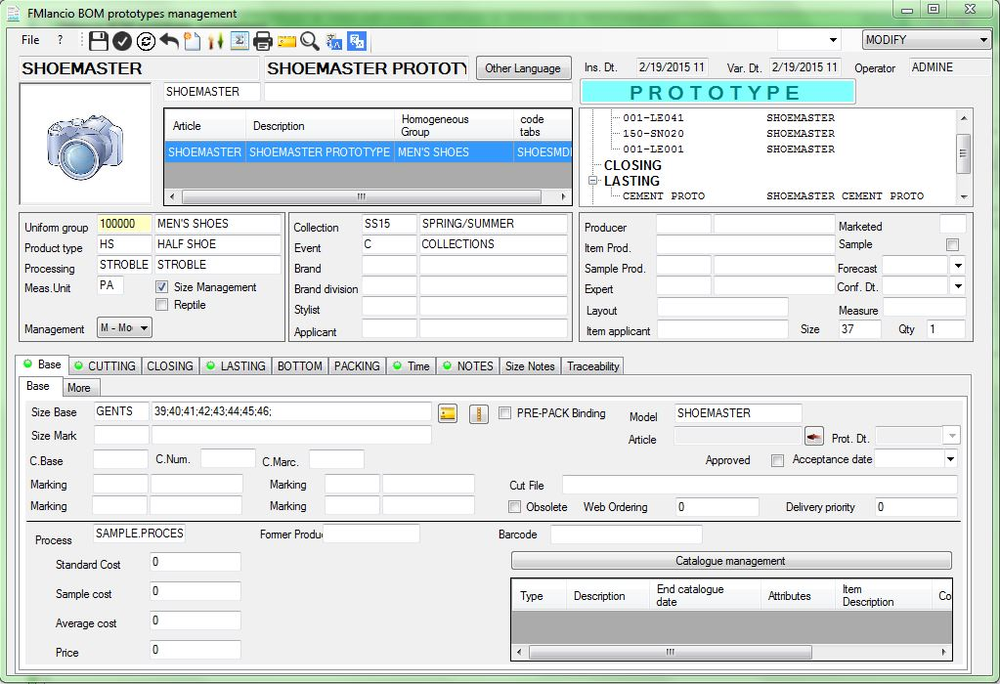 FMlancio BOM prototypes management
File ? MODIFY
SHOEMASTER SHOEMASTER PROTOTY Other Language Ins. Dt. 2/19/2015 11 Var. Dt. 2/19/2015 11 Operator ADMINE
SHOEMASTER
PROTOTYPE
Article Description Homogeneous Group code tabs
SHOEMASTER SHOEMASTER PROTOTYPE MEN'S SHOES SHOESMD
001-LE041 SHOEMASTER
150-SN020 SHOEMASTER
001-LE001 SHOEMASTER
CLOSING
LASTING
CEMENT PROTO SHOEMASTER CEMENT PROTO
Uniform group 100000 MEN'S SHOES
Product type HS HALF SHOE
Processing STROBLE STROBLE
Meas.Unit PA Size Management
Reptile
Management M - Mo
Collection SS15 SPRING/SUMMER
Event C COLLECTIONS
Brand
Brand division
Stylist
Applicant
Producer Marketed
Item Prod. Sample
Sample Prod. Forecast
Expert Conf. Dt.
Layout Measure
Item applicant Size 37 Qty 1
Base CUTTING CLOSING LASTING BOTTOM PACKING Time NOTES Size Notes Traceability
Base More
Size Base GENTS 39;40;41;42;43;44;45;46; PRE-PACK Binding Model SHOEMASTER
Size Mark Article Prot. Dt.
C.Base C.Num. C.Marc. Approved Acceptance date
Marking Marking Cut File
Marking Marking Obsolete Web Ordering 0 Delivery priority 0
Process SAMPLE.PROCES Former Produ Barcode
Standard Cost 0 Catalogue management
Sample cost 0 Type Description End catalogue date Attributes Item Description Co
Average cost 0
Price 0